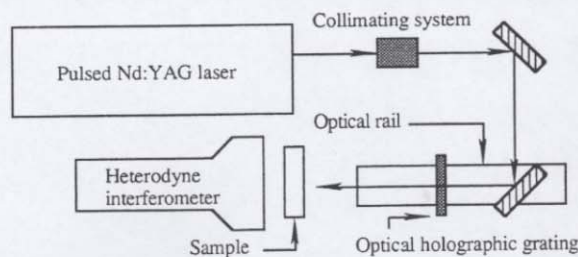 Collimating system
Pulsed Nd:YAG laser
Optical rail
Heterodyne
interferometer
Sample
Optical holographic grating